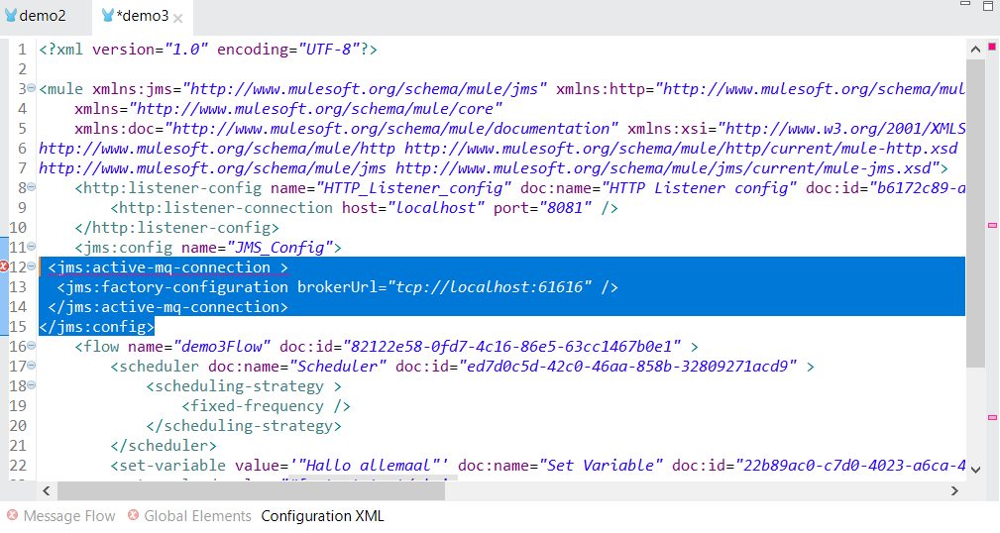 demo2 *demo3
1 <?xml version="1.0" encoding="UTF-8"?>
2
3 <mule xmlns:jms="http://www.mulesoft.org/schema/mule/jms" xmlns:http="http://www.mulesoft.org/schema/mul
4 xmlns="http://www.mulesoft.org/schema/mule/core"
5 xmlns:doc="http://www.mulesoft.org/schema/mule/documentation" xmlns:xsi="http://www.w3.org/2001/XMLS
6 http://www.mulesoft.org/schema/mule/http http://www.mulesoft.org/schema/mule/http/current/mule-http.xsd
7 http://www.mulesoft.org/schema/mule/jms http://www.mulesoft.org/schema/mule/jms/current/mule-jms.xsd">
8 <http:listener-config name="HTTP_Listener_config" doc:name="HTTP Listener config" doc:id="b6172c89-a
9 <http:listener-connection host="localhost" port="8081" />
10 </http:listener-config>
11 <jms:config name="JMS_Config">
12 <jms:active-mq-connection >
13 <jms:factory-configuration brokerUrl="tcp://localhost:61616" />
14 </jms:active-mq-connection>
15 </jms:config>
16 <flow name="demo3Flow" doc:id="82122e58-0fd7-4c16-86e5-63cc1467b0e1" >
17 <scheduler doc:name="Scheduler" doc:id="ed7d0c5d-42c0-46aa-858b-32809271acd9" >
18 <scheduling-strategy >
19 <fixed-frequency />
20 </scheduling-strategy>
21 </scheduler>
22 <set-variable value='"Hallo allemaal"' doc:name="Set Variable" doc:id="22b89ac0-c7d0-4023-a6ca-4
Message Flow Global Elements Configuration XML